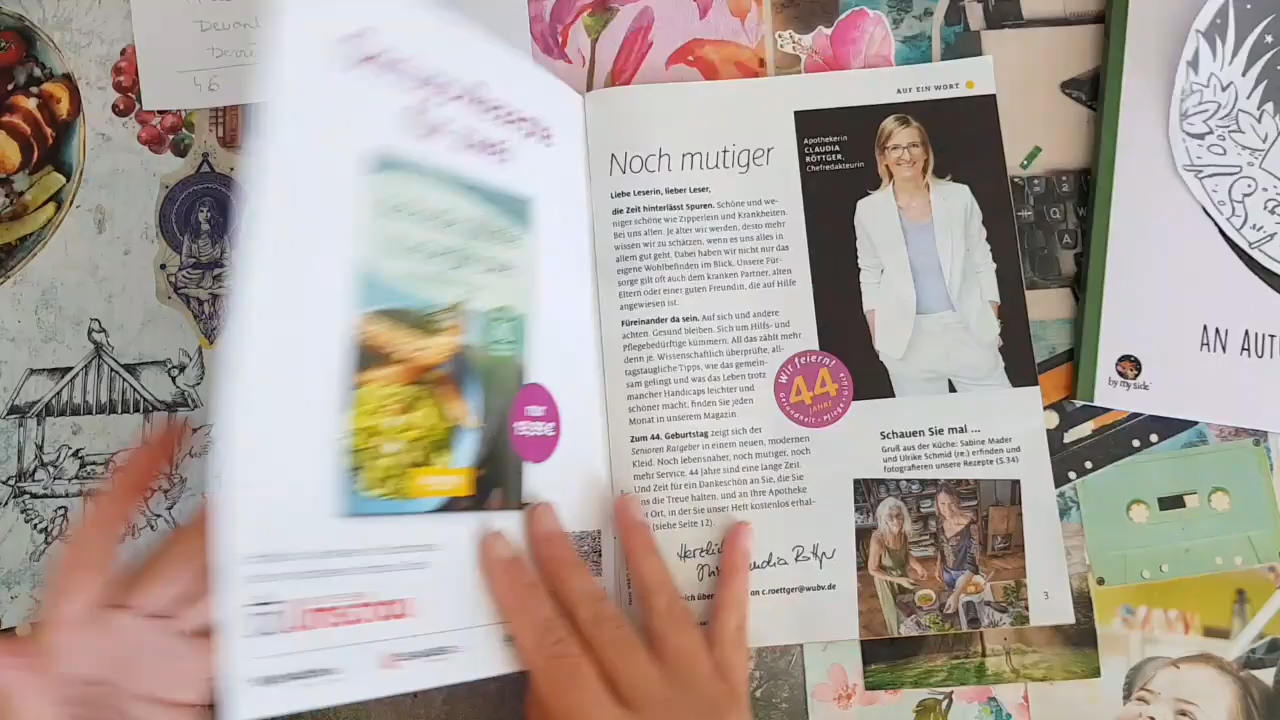 46
AUF EIN WORT
Apothekerin
CLAUDIA
RÖTTGER,
Chefredakteurin
Noch mutiger
Liebe Leserin, lieber Leser,
die Zeit hinterlässt Spuren. Schöne und we-
niger schöne wie Zipperlein und Krankheiten.
Bei uns allen. Je älter wir werden, desto mehr
wissen wir zu schätzen, wenn es uns alles in
allem gut geht. Dabei haben wir nicht nur das
eigene Wohlbefinden im Blick. Unsere Für-
sorge gilt oft auch dem kranken Partner, alten
Eltern oder einer guten Freundin, die auf Hilfe
angewiesen ist.
Füreinander da sein. Auf sich und andere
achten. Gesund bleiben. Sich um Hilfs- und
Pflegebedürftige kümmern. All das zählt mehr
denn je. Wissenschaftlich überprüfte, all-
tagstaugliche Tipps, wie das gemein-
sam gelingt und was das Leben trotz
mancher Handicaps leichter und
schöner macht, finden Sie jeden
Monat in unserem Magazin.
Zum 44. Geburtstag zeigt sich der
Senioren Ratgeber in einem neuen, modernen
Kleid. Noch lebensnäher, noch mutiger, noch
mehr Service. 44 Jahre sind eine lange Zeit.
Und Zeit für ein Dankeschön an Sie, die Sie
ns die Treue halten, und an Ihre Apotheke
Ort, in der Sie unser Heft kostenlos erhal-
(siehe Seite 12).
an c.roettger@wubv.de
Wir feiern!
44
JAHRE
Gesundheit • Pflege
Schauen Sie mal ...
Gruß aus der Küche: Sabine Mader
und Ulrike Schmid (re.) erfinden und
fotografieren unsere Rezepte (S.34)
3
2
Q
W
A
AN AUT
by my side